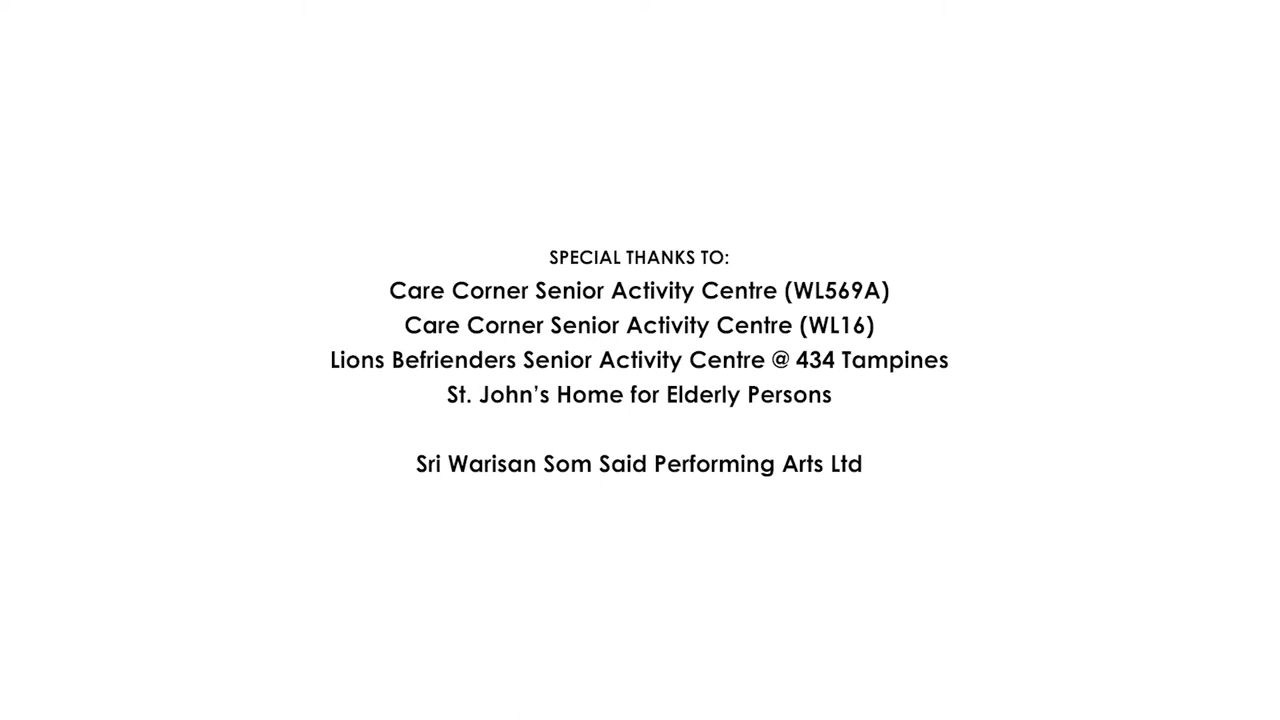 SPECIAL THANKS TO:
Care Corner Senior Activity Centre (WL569A)
Care Corner Senior Activity Centre (WL16)
Lions Befrienders Senior Activity Centre @ 434 Tampines
St. John’s Home for Elderly Persons
Sri Warisan Som Said Performing Arts Ltd